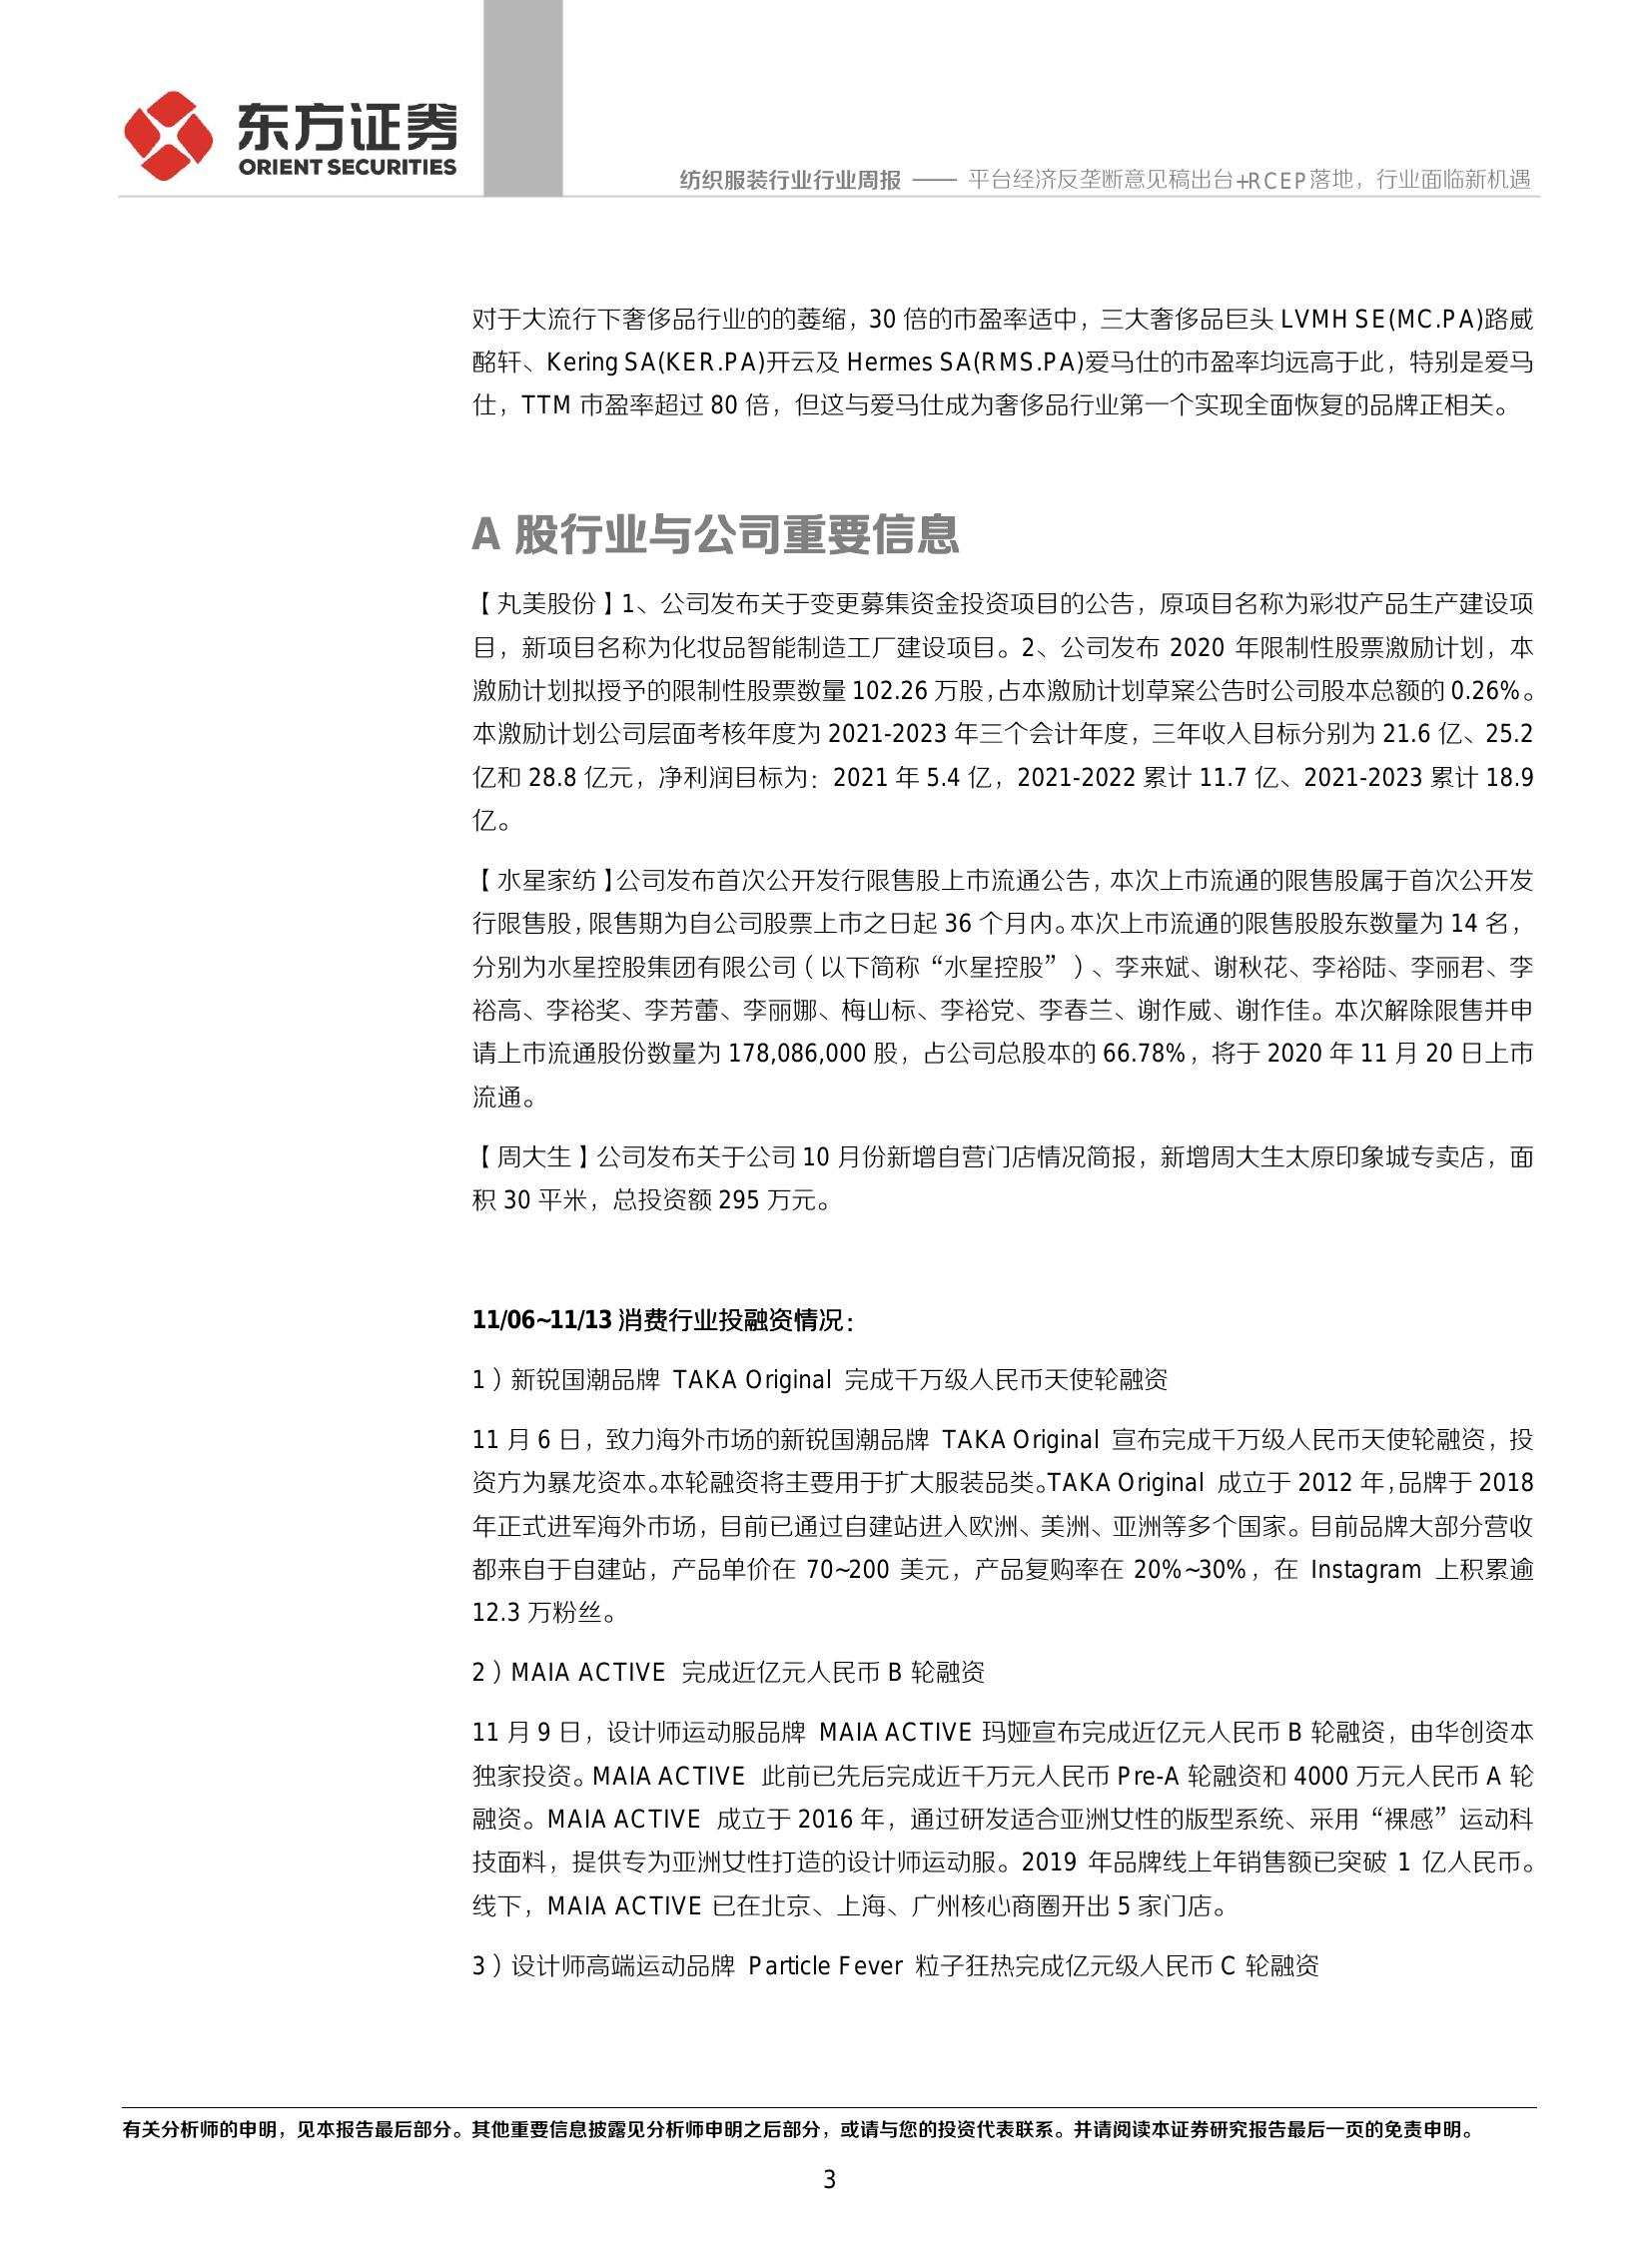 东方证券
ORIENT SECURITIES
纺织服装行业行业周报 —— 平台经济反垄断意见稿出台+RCEP落地，行业面临新机遇
对于大流行下奢侈品行业的的萎缩，30 倍的市盈率适中，三大奢侈品巨头 LVMH SE(MC.PA)路威
酩轩、Kering SA(KER.PA)开云及 Hermes SA(RMS.PA)爱马仕的市盈率均远高于此，特别是爱马
仕，TTM 市盈率超过 80 倍，但这与爱马仕成为奢侈品行业第一个实现全面恢复的品牌正相关。
A 股行业与公司重要信息
【丸美股份】1、公司发布关于变更募集资金投资项目的公告，原项目名称为彩妆产品生产建设项
目，新项目名称为化妆品智能制造工厂建设项目。2、公司发布 2020 年限制性股票激励计划，本
激励计划拟授予的限制性股票数量 102.26 万股，占本激励计划草案公告时公司股本总额的 0.26%。
本激励计划公司层面考核年度为 2021-2023 年三个会计年度，三年收入目标分别为 21.6 亿、25.2
亿和 28.8 亿元，净利润目标为：2021 年 5.4 亿，2021-2022 累计 11.7 亿、2021-2023 累计 18.9
亿。
【水星家纺】公司发布首次公开发行限售股上市流通公告，本次上市流通的限售股属于首次公开发
行限售股，限售期为自公司股票上市之日起 36 个月内。本次上市流通的限售股股东数量为 14 名，
分别为水星控股集团有限公司（以下简称“水星控股”）、李来斌、谢秋花、李裕陆、李丽君、李
裕高、李裕奖、李芳蕾、李丽娜、梅山标、李裕党、李春兰、谢作威、谢作佳。本次解除限售并申
请上市流通股份数量为 178,086,000 股，占公司总股本的 66.78%，将于 2020 年 11 月 20 日上市
流通。
【周大生】公司发布关于公司 10 月份新增自营门店情况简报，新增周大生太原印象城专卖店，面
积 30 平米，总投资额 295 万元。
11/06~11/13 消费行业投融资情况：
1）新锐国潮品牌 TAKA Original 完成千万级人民币天使轮融资
11 月 6 日，致力海外市场的新锐国潮品牌 TAKA Original 宣布完成千万级人民币天使轮融资，投
资方为暴龙资本。本轮融资将主要用于扩大服装品类。TAKA Original 成立于 2012 年，品牌于 2018
年正式进军海外市场，目前已通过自建站进入欧洲、美洲、亚洲等多个国家。目前品牌大部分营收
都来自于自建站，产品单价在 70~200 美元，产品复购率在 20%~30%，在 Instagram 上积累逾
12.3 万粉丝。
2）MAIA ACTIVE 完成近亿元人民币 B 轮融资
11 月 9 日，设计师运动服品牌 MAIA ACTIVE 玛娅宣布完成近亿元人民币 B 轮融资，由华创资本
独家投资。MAIA ACTIVE 此前已先后完成近千万元人民币 Pre-A 轮融资和 4000 万元人民币 A 轮
融资。MAIA ACTIVE 成立于 2016 年，通过研发适合亚洲女性的版型系统、采用“裸感”运动科
技面料，提供专为亚洲女性打造的设计师运动服。2019 年品牌线上年销售额已突破 1 亿人民币。
线下，MAIA ACTIVE 已在北京、上海、广州核心商圈开出 5 家门店。
3）设计师高端运动品牌 Particle Fever 粒子狂热完成亿元级人民币 C 轮融资
有关分析师的申明，见本报告最后部分。其他重要信息披露见分析师申明之后部分，或请与您的投资代表联系。并请阅读本证券研究报告最后一页的免责申明。
3